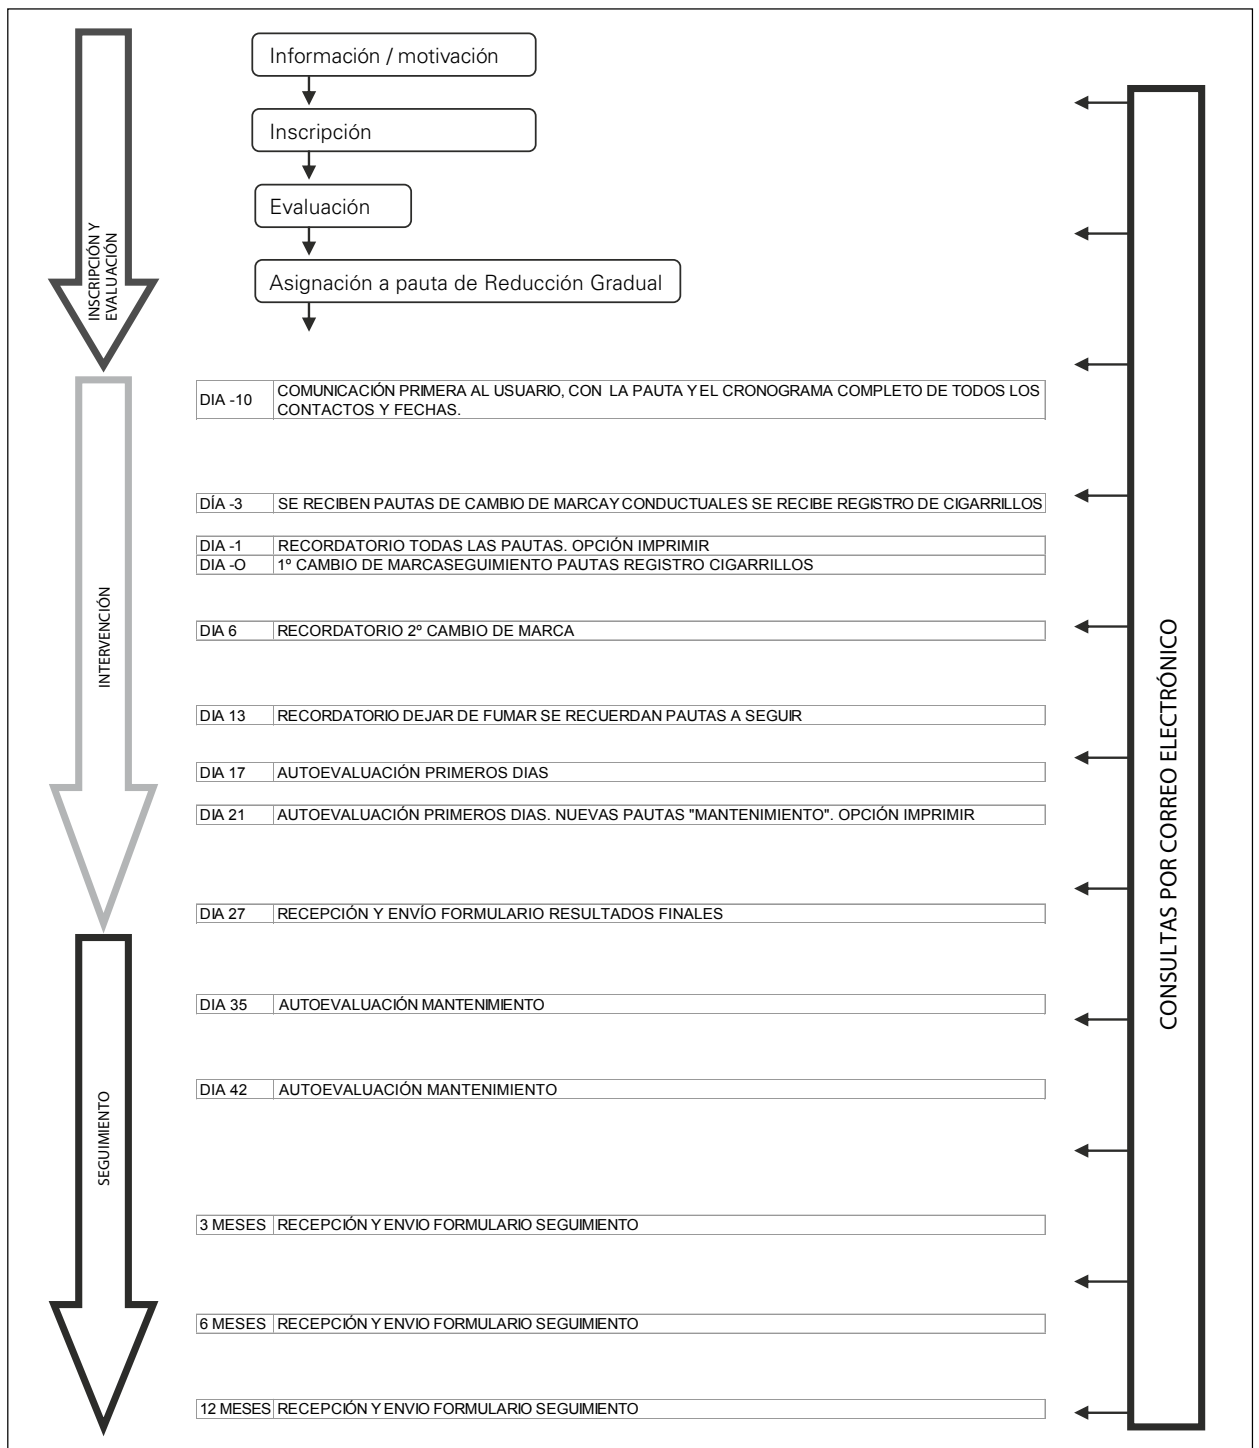 Información / motivación
Inscripción
Evaluación
Asignación a pauta de Reducción Gradual
INSCRIPCIÓN Y
EVALUACIÓN
DIA -10 COMUNICACIÓN PRIMERA AL USUARIO, CON LA PAUTA Y EL CRONOGRAMA COMPLETO DE TODOS LOS
CONTACTOS Y FECHAS.
DÍA -3 SE RECIBEN PAUTAS DE CAMBIO DE MARCAY CONDUCTUALES SE RECIBE REGISTRO DE CIGARRILLOS
DIA -1 RECORDATORIO TODAS LAS PAUTAS. OPCIÓN IMPRIMIR
DIA -O 1º CAMBIO DE MARCASEGUIMIENTO PAUTAS REGISTRO CIGARRILLOS
INTERVENCIÓN
DIA 6 RECORDATORIO 2º CAMBIO DE MARCA
DIA 13 RECORDATORIO DEJAR DE FUMAR SE RECUERDAN PAUTAS A SEGUIR
DIA 17 AUTOEVALUACIÓN PRIMEROS DIAS
DIA 21 AUTOEVALUACIÓN PRIMEROS DIAS. NUEVAS PAUTAS "MANTENIMIENTO". OPCIÓN IMPRIMIR
DIA 27 RECEPCIÓN Y ENVÍO FORMULARIO RESULTADOS FINALES
DIA 35 AUTOEVALUACIÓN MANTENIMIENTO
DIA 42 AUTOEVALUACIÓN MANTENIMIENTO
SEGUIMIENTO
3 MESES RECEPCIÓN Y ENVIO FORMULARIO SEGUIMIENTO
6 MESES RECEPCIÓN Y ENVIO FORMULARIO SEGUIMIENTO
12 MESES RECEPCIÓN Y ENVIO FORMULARIO SEGUIMIENTO
CONSULTAS POR CORREO ELECTRÓNICO